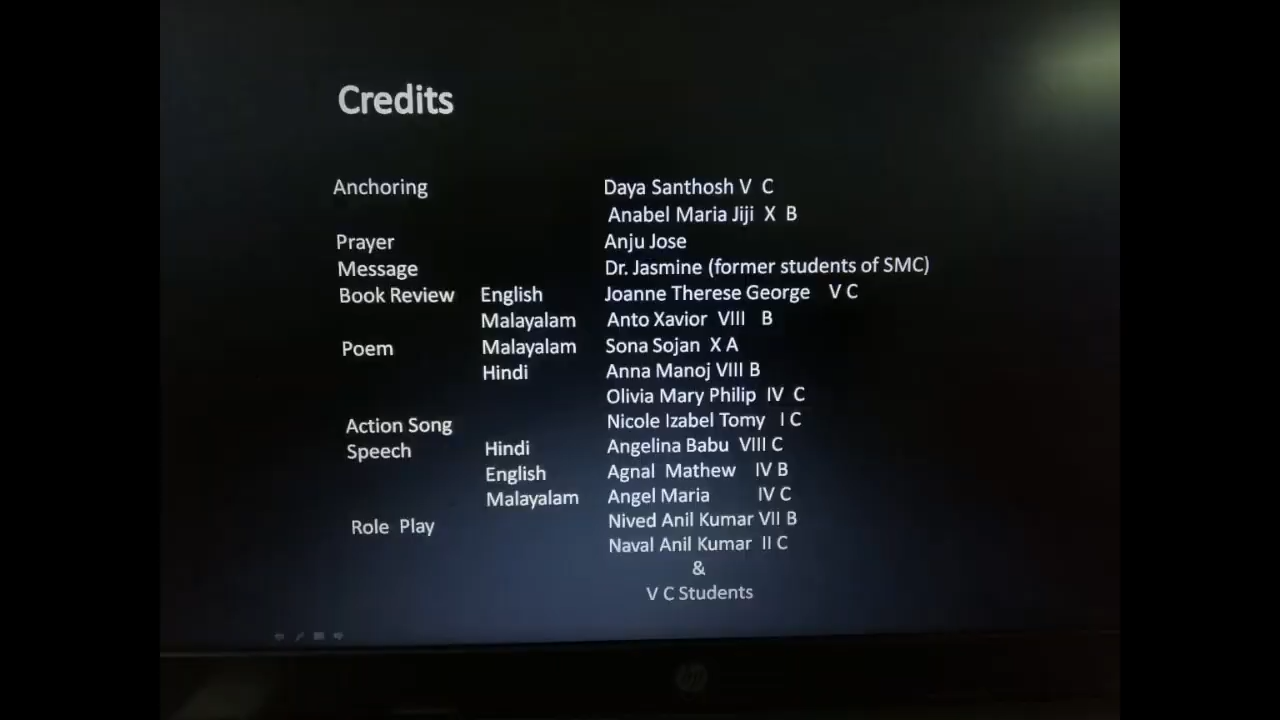 Credits
Anchoring Daya Santhosh V C
Anabel Maria Jiji X B
Prayer Anju Jose
Message Dr. Jasmine (former students of SMC)
Book Review English Joanne Therese George V C
Malayalam Anto Xavior VIII B
Poem Malayalam Sona Sojan X A
Hindi Anna Manoj VIII B
Olivia Mary Philip IV C
Action Song Nicole Izabel Tomy I C
Speech Hindi Angelina Babu VIII C
English Agnal Mathew IV B
Malayalam Angel Maria IV C
Role Play Nived Anil Kumar VII B
Naval Anil Kumar II C
&
V C Students
hp